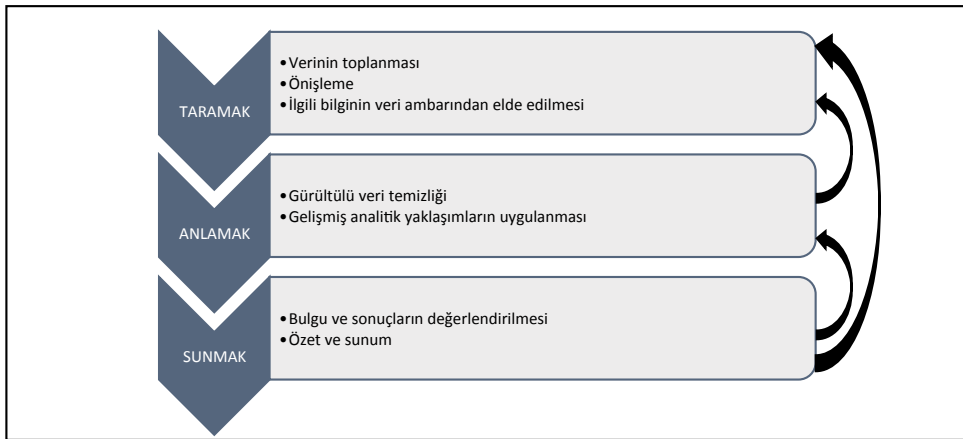 TARAMAK
•Verinin toplanması
•Önişleme
•İlgili bilginin veri ambarından elde edilmesi
ANLAMAK
•Gürültülü veri temizliği
•Gelişmiş analitik yaklaşımların uygulanması
SUNMAK
•Bulgu ve sonuçların değerlendirilmesi
•Özet ve sunum